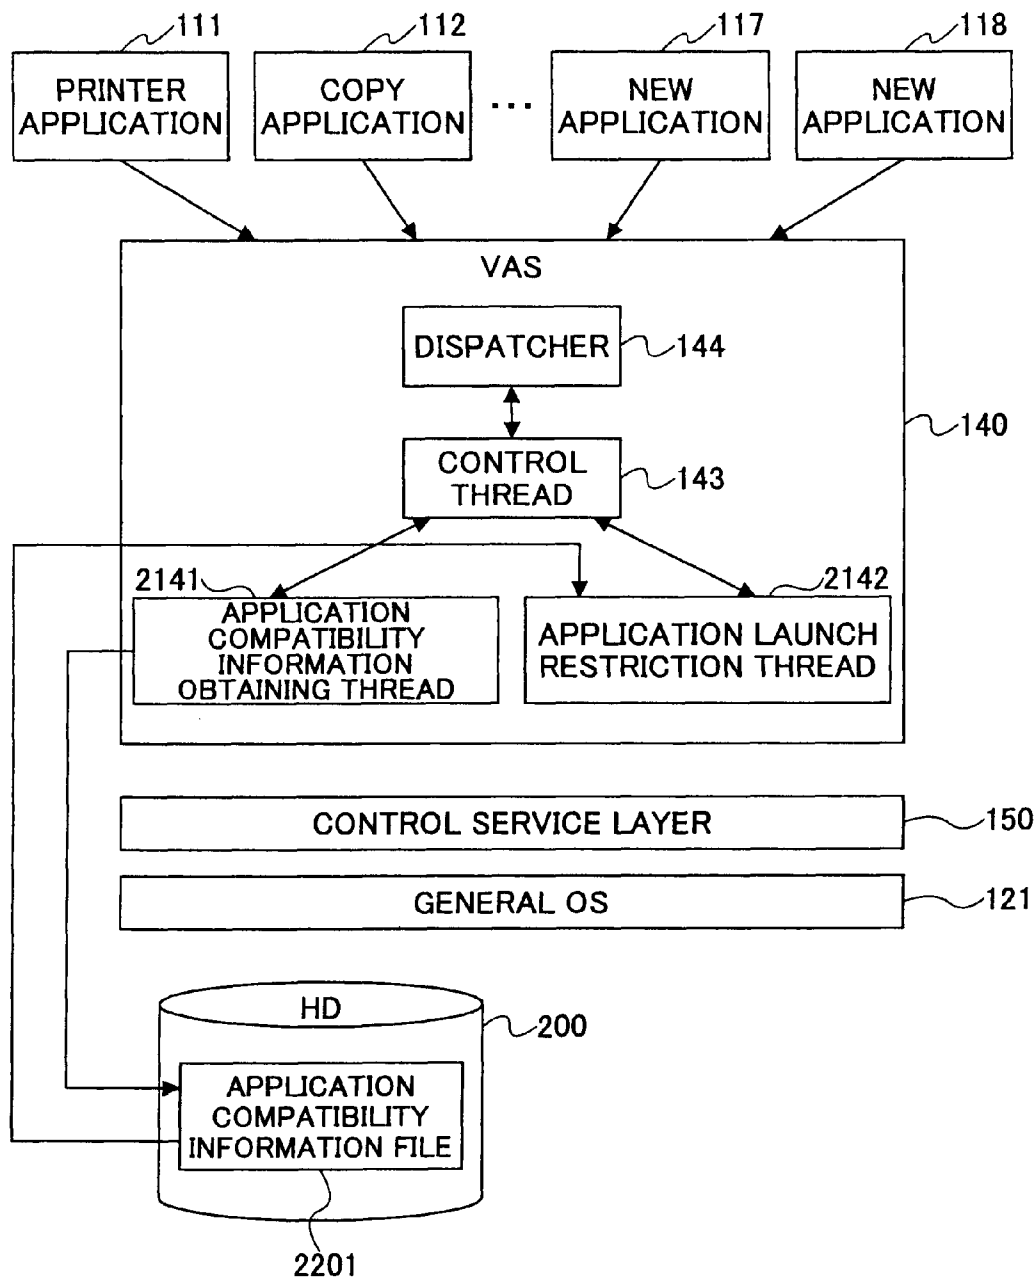 111
112
117
118
PRINTER
APPLICATION
COPY
APPLICATION
...
NEW
APPLICATION
NEW
APPLICATION
VAS
DISPATCHER
144
140
CONTROL
THREAD
143
2141
2142
APPLICATION
COMPATIBILITY
INFORMATION
OBTAINING THREAD
APPLICATION LAUNCH
RESTRICTION THREAD
CONTROL SERVICE LAYER
150
GENERAL OS
121
HD
200
APPLICATION
COMPATIBILITY
INFORMATION FILE
2201